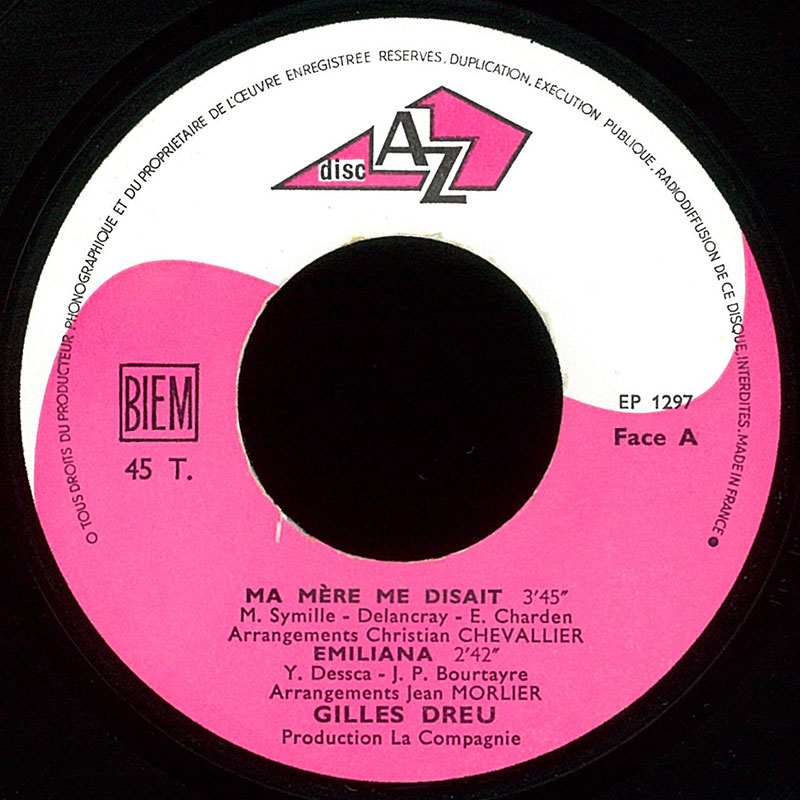 O TOUS DROITS DU PRODUCTEUR PHONOGRAPHIQUE ET DU PROPRIETAIRE DE L'ŒUVRE ENREGISTREE RESERVES. DUPLICATION, EXECUTION PUBLIQUE, RADIODIFFUSION DE CE DISQUE, INTERDITES. MADE IN FRANCE
disc AZ
BIEM
45 T.
EP 1297
Face A
MA MÈRE ME DISAIT 3'45"
M. Symille - Delancray - E. Charden
Arrangements Christian CHEVALLIER
EMILIANA 2'42"
Y. Dessca - J. P. Bourtayre
Arrangements Jean MORLIER
GILLES DREU
Production La Compagnie